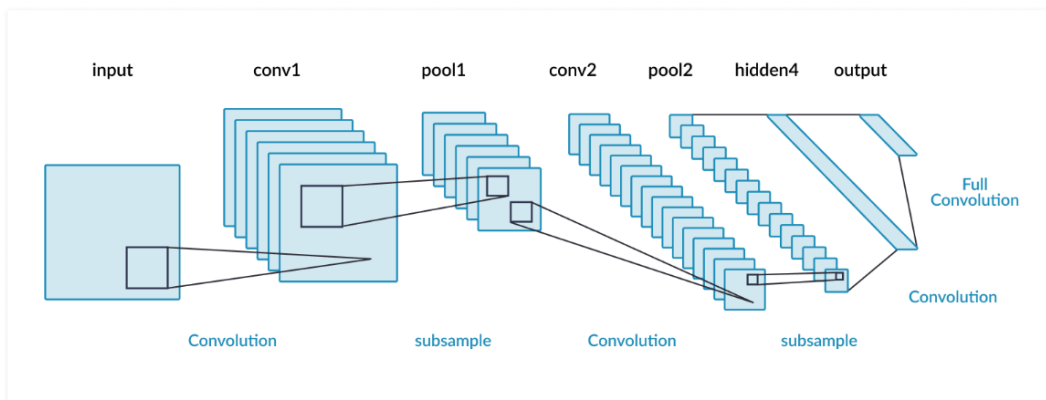 input
conv1
pool1
conv2
pool2
hidden4
output
Full
Convolution
Convolution
Convolution
subsample
Convolution
subsample